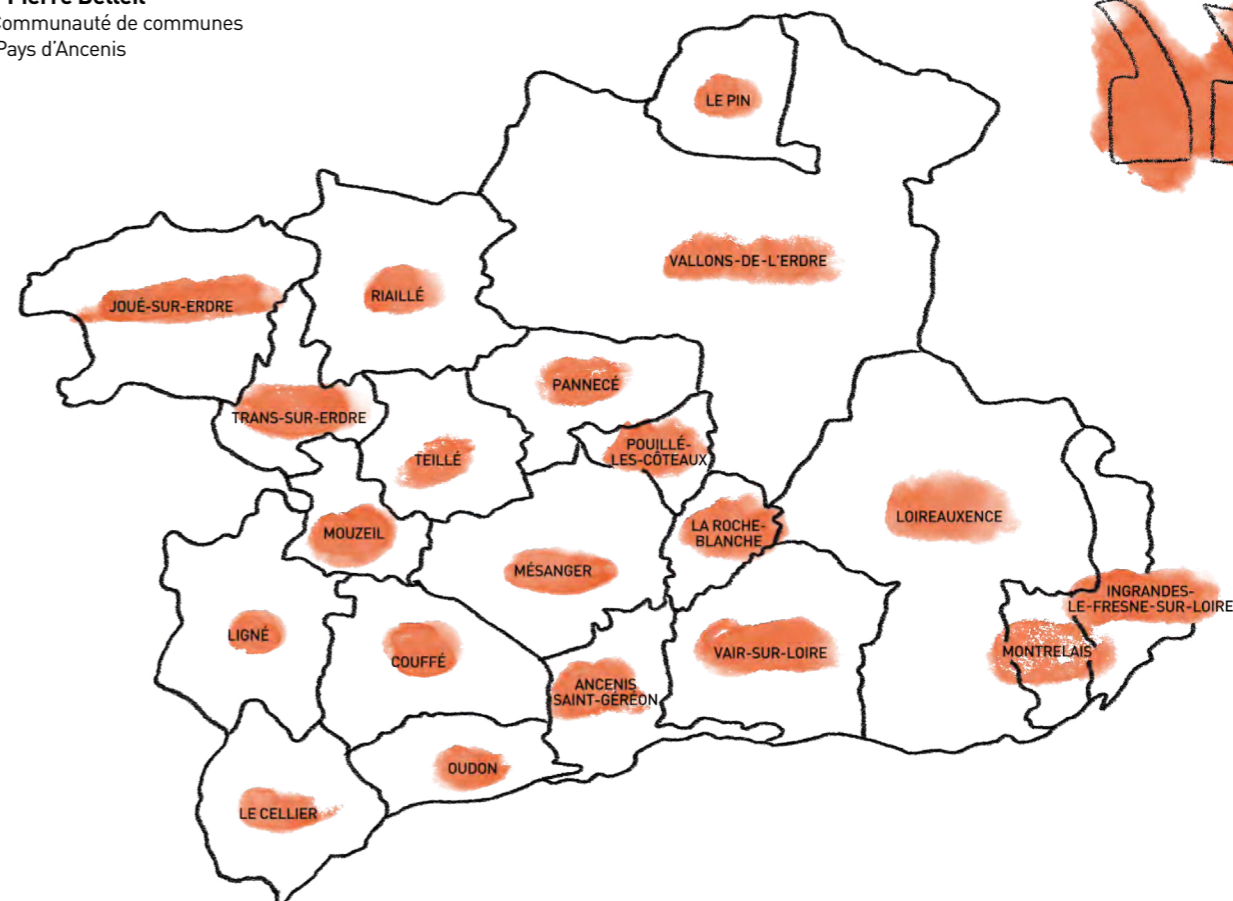 Pierre Belleil
Communauté de communes
Pays d'Ancenis
LE PIN
VALLONS-DE-L'ERDRE
RIAILLÉ
JOUÉ-SUR-ERDRE
PANNECÉ
TRANS-SUR-ERDRE
POUILLÉ-
LES-CÔTEAUX
TEILLÉ
LOIREAUXENCE
LA ROCHE-
BLANCHE
MOUZEIL
MÉSANGER
INGRANDES-
LE-FRESNE-SUR-LOIRE
LIGNÉ
COUFFÉ
VAIR-SUR-LOIRE
MONTRELAIS
ANCENIS
SAINT-GÉRÉON
OUDON
LE CELLIER